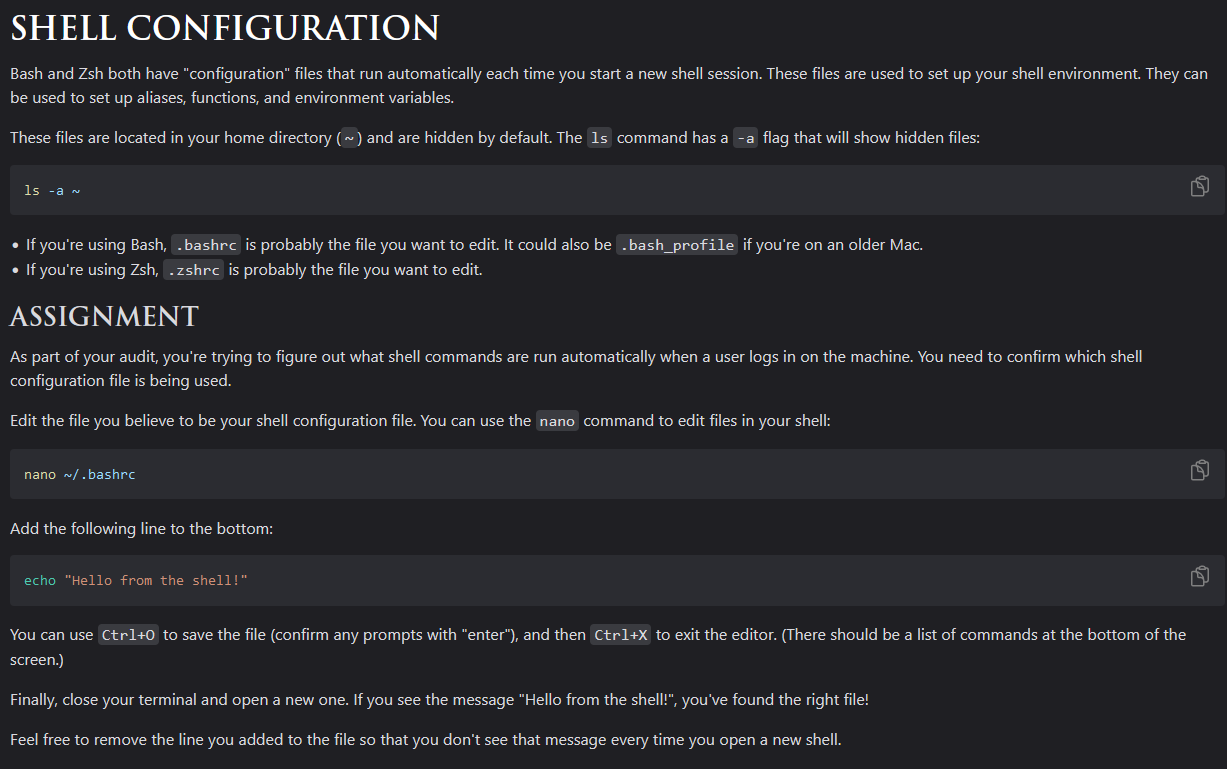 SHELL CONFIGURATION
Bash and Zsh both have "configuration" files that run automatically each time you start a new shell session. These files are used to set up your shell environment. They can
be used to set up aliases, functions, and environment variables.
These files are located in your home directory (~) and are hidden by default. The ls command has a -a flag that will show hidden files:
ls -a ~
• If you're using Bash, .bashrc is probably the file you want to edit. It could also be .bash_profile if you're on an older Mac.
• If you're using Zsh, .zshrc is probably the file you want to edit.
ASSIGNMENT
As part of your audit, you're trying to figure out what shell commands are run automatically when a user logs in on the machine. You need to confirm which shell
configuration file is being used.
Edit the file you believe to be your shell configuration file. You can use the nano command to edit files in your shell:
nano ~/.bashrc
Add the following line to the bottom:
echo "Hello from the shell!"
You can use Ctrl+O to save the file (confirm any prompts with "enter"), and then Ctrl+X to exit the editor. (There should be a list of commands at the bottom of the
screen.)
Finally, close your terminal and open a new one. If you see the message "Hello from the shell!", you've found the right file!
Feel free to remove the line you added to the file so that you don't see that message every time you open a new shell.